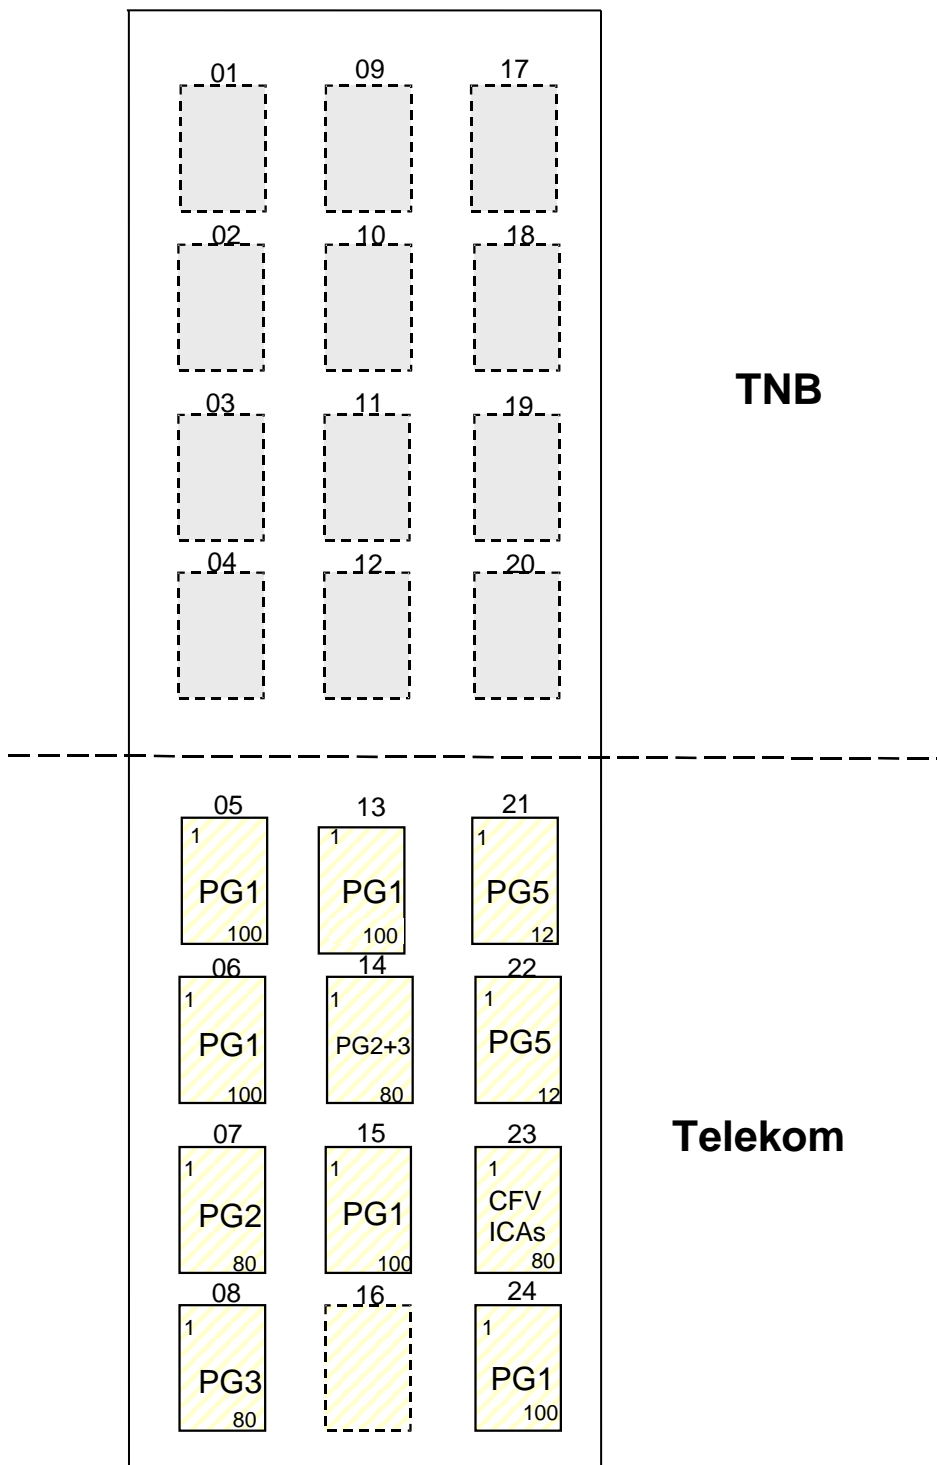 01 09 17
02 10 18
TNB
03 11 19
04 12 20
05 13 21
1 1 1
PG1 PG1 PG5
100 100 12
06 14 22
1 1 1
PG1 PG2+3 PG5
100 80 12
Telekom
07 15 23
1 1 1
PG2 PG1 CFV
ICAs
80 100 80
08 16 24
1 1
PG3 PG1
80 100